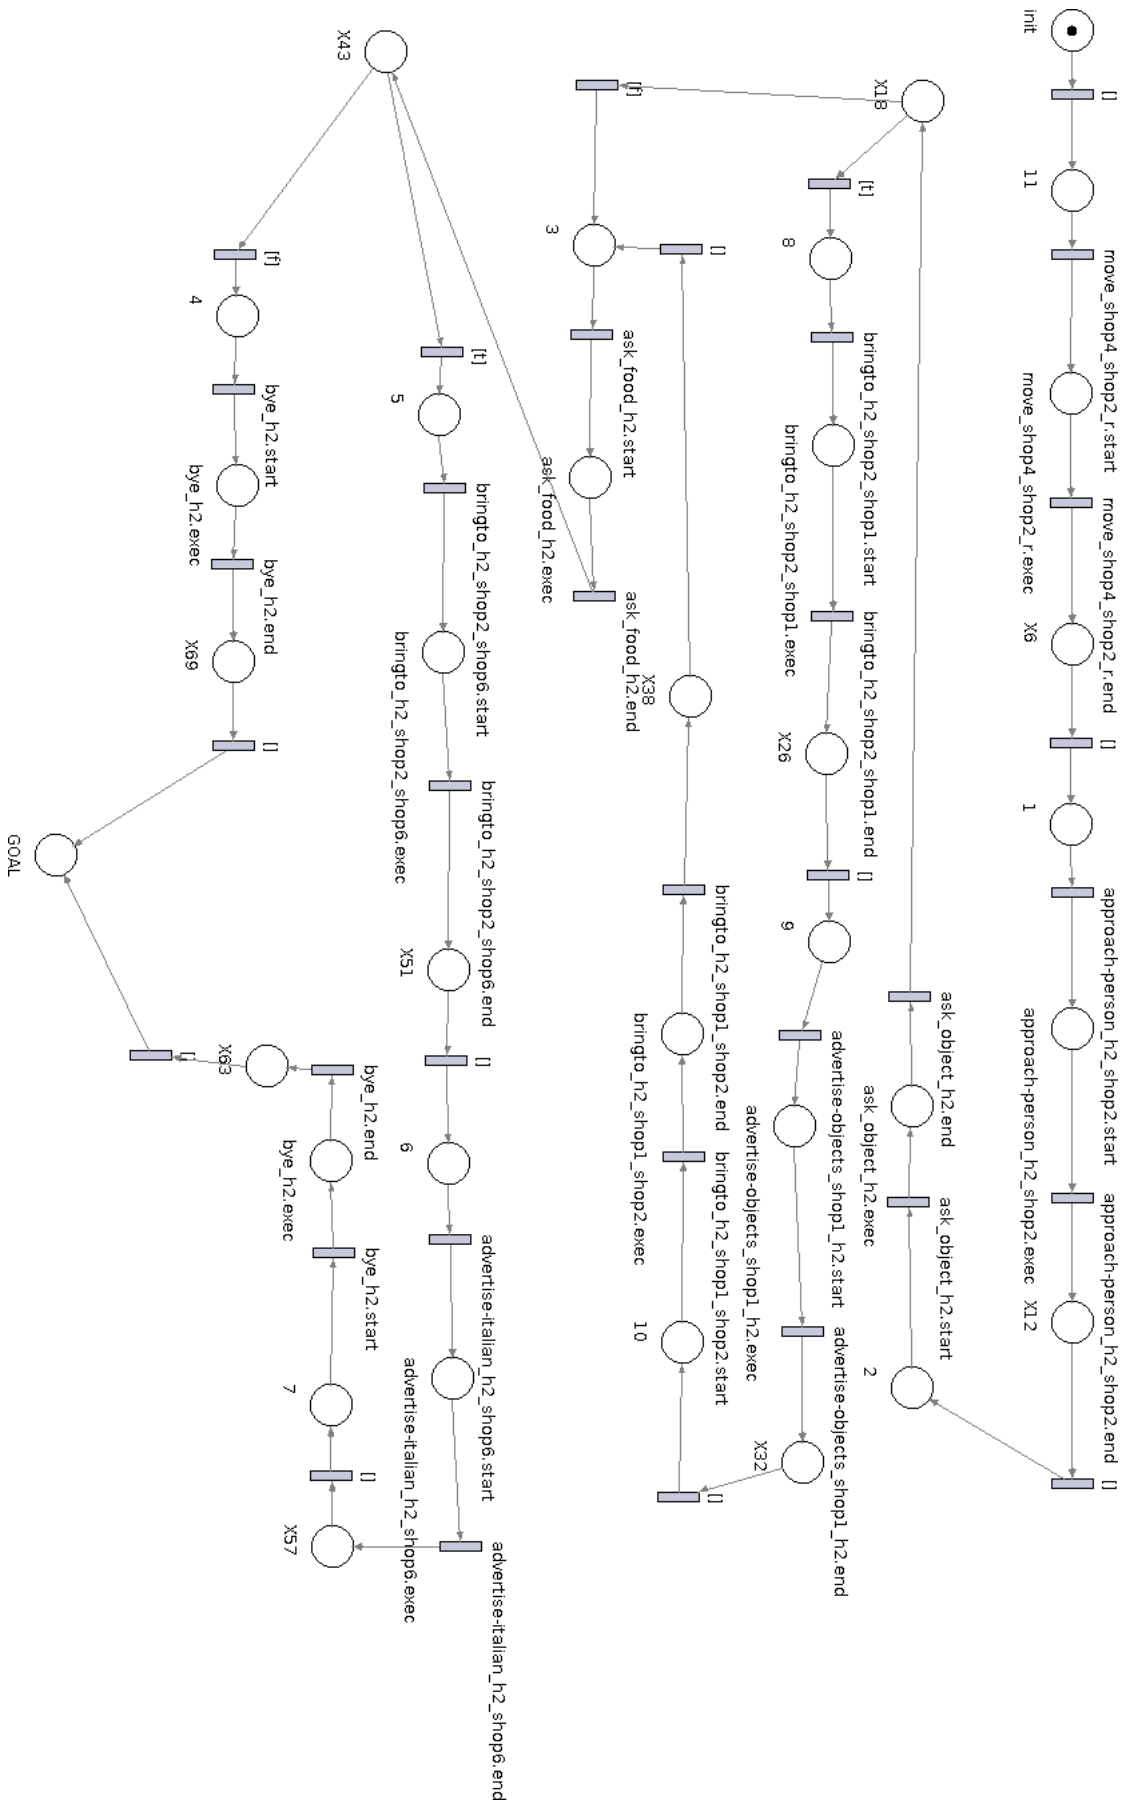 init
[]
11
move_shop4_shop2_r.start
move_shop4_shop2_r.exec
move_shop4_shop2_r.end
X6
[]
1
approach-person_h2_shop2.start
approach-person_h2_shop2.exec
approach-person_h2_shop2.end
X12
[]
2
ask_object_h2.start
ask_object_h2.exec
ask_object_h2.end
X18
[t]
8
bringto_h2_shop2_shop1.start
bringto_h2_shop2_shop1.exec
bringto_h2_shop2_shop1.end
X26
[]
9
advertise-objects_shop1_h2.start
advertise-objects_shop1_h2.exec
advertise-objects_shop1_h2.end
X32
[]
10
bringto_h2_shop1_shop2.start
bringto_h2_shop1_shop2.exec
bringto_h2_shop1_shop2.end
X38
[]
[f]
3
ask_food_h2.start
ask_food_h2.exec
ask_food_h2.end
X43
[t]
5
bringto_h2_shop2_shop6.start
bringto_h2_shop2_shop6.exec
bringto_h2_shop2_shop6.end
X51
[]
6
advertise-italian_h2_shop6.start
advertise-italian_h2_shop6.exec
advertise-italian_h2_shop6.end
X57
[]
7
bye_h2.start
bye_h2.exec
bye_h2.end
X63
[]
[f]
4
bye_h2.start
bye_h2.exec
bye_h2.end
X69
[]
GOAL